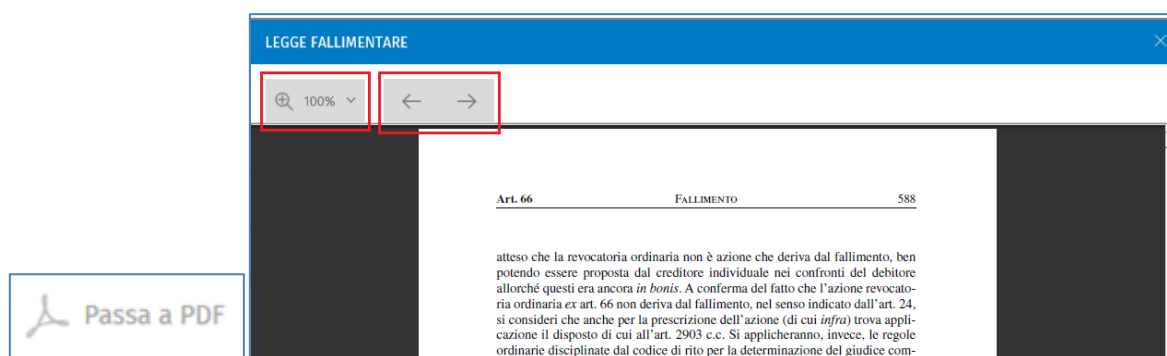 LEGGE FALLIMENTARE
100%
Art. 66 FALLIMENTO 588
atteso che la revocatoria ordinaria non è azione che deriva dal fallimento, ben
potendo essere proposta dal creditore individuale nei confronti del debitore
allorché questi era ancora in bonis. A conferma del fatto che l'azione revocato-
ria ordinaria ex art. 66 non deriva dal fallimento, nel senso indicato dall'art. 24,
si consideri che anche per la prescrizione dell'azione (di cui infra) trova appli-
cazione il disposto di cui all'art. 2903 c.c. Si applicheranno, invece, le regole
ordinarie disciplinate dal codice di rito per la determinazione del giudice com-
Passa a PDF